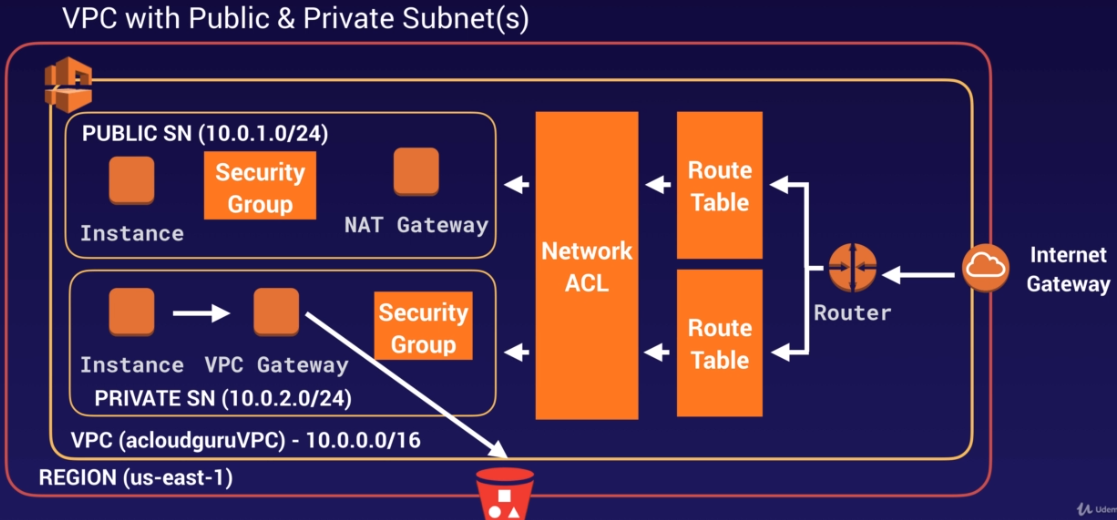 VPC with Public & Private Subnet(s)
PUBLIC SN (10.0.1.0/24)
Instance
Security
Group
NAT Gateway
Instance
VPC Gateway
Security
Group
PRIVATE SN (10.0.2.0/24)
VPC (acloudguruVPC) - 10.0.0.0/16
REGION (us-east-1)
Network
ACL
Route
Table
Route
Table
Router
Internet
Gateway